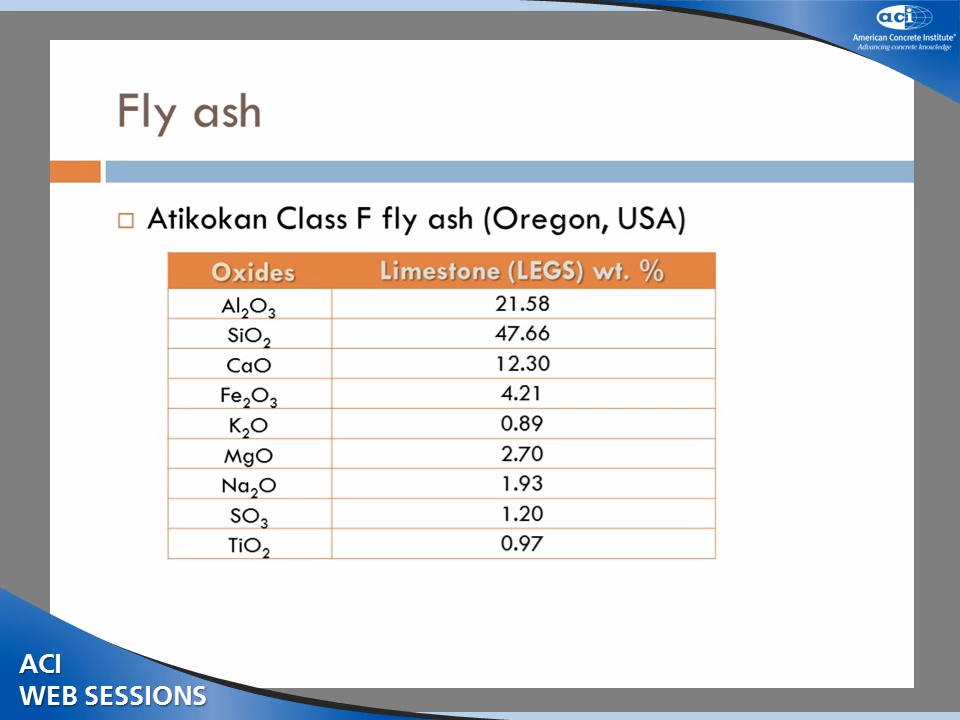 aci
American Concrete Institute®
Advancing concrete knowledge
Fly ash
Atikokan Class F fly ash (Oregon, USA)
Oxides Limestone (LEGS) wt. %
Al₂O₃ 21.58
SiO₂ 47.66
CaO 12.30
Fe₂O₃ 4.21
K₂O 0.89
MgO 2.70
Na₂O 1.93
SO₃ 1.20
TiO₂ 0.97
ACI
WEB SESSIONS